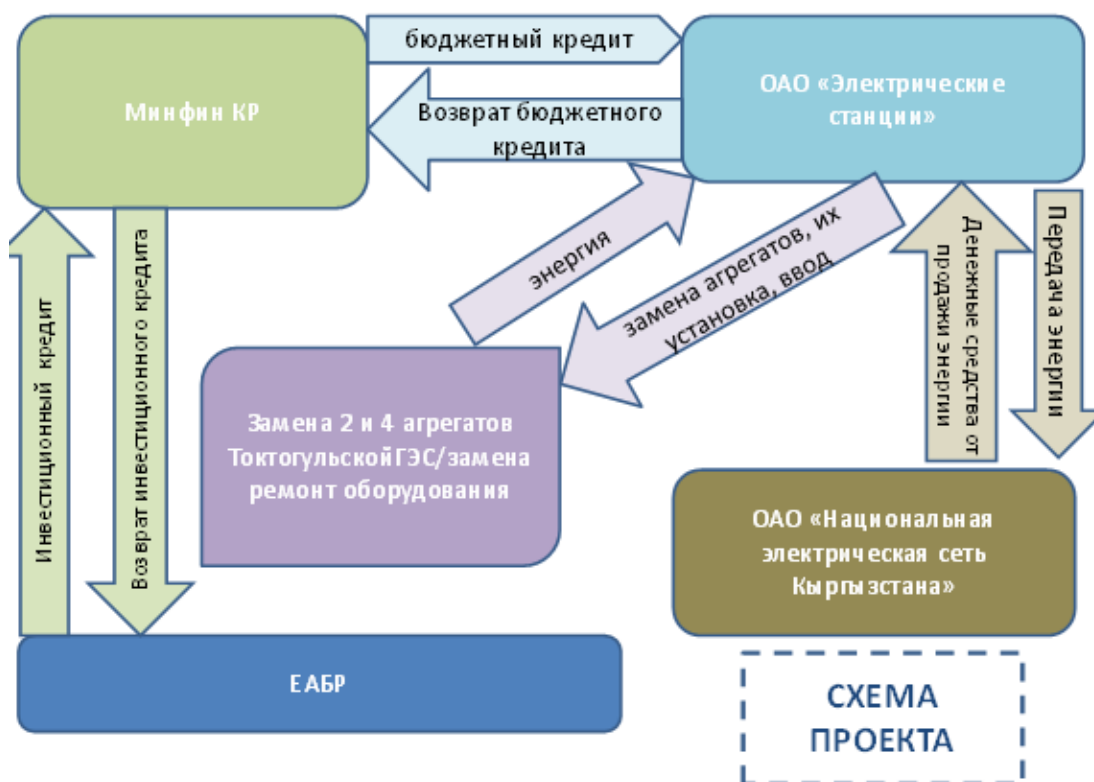 бюджетный кредит
Минфин КР
ОАО «Электрические
станции»
Возврат бюджетного
кредита
энергия
замена агрегатов, их
установка, ввод
Денежные средства от
продажи энергии
Передача энергии
Инвестиционный кредит
Возврат инвестиционного кредита
Замена 2 и 4 агрегатов
ТоктогульскойГЭС/замена
ремонт оборудования
ОАО «Национальная
электрическая сеть
Кыргызстана»
ЕАБР
СХЕМА
ПРОЕКТА